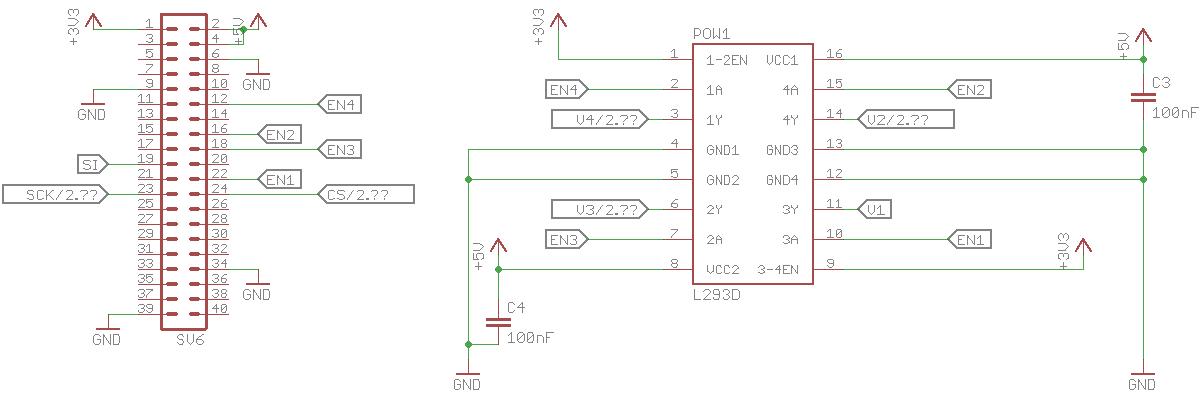 +3V3
+5V
1 2
3 4
5 6
7 8
GND
9 10
11 12
EN4
GND
13 14
15 16
EN2
17 18
EN3
SI
19 20
21 22
EN1
SCK/2.??
23 24
CS/2.??
25 26
27 28
29 30
31 32
33 34
35 36
GND
37 38
39 40
GND
SV6
+3V3
POW1
+5V
1 1-2EN VCC1 16
EN4 2 1A 4A 15 EN2
C3
100nF
V4/2.?? 3 1Y 4Y 14 V2/2.??
4 GND1 GND3 13
5 GND2 GND4 12
V3/2.?? 6 2Y 3Y 11 V1
EN3 7 2A 3A 10 EN1
+5V
+3V3
8 VCC2 3-4EN 9
L293D
C4
100nF
GND
GND